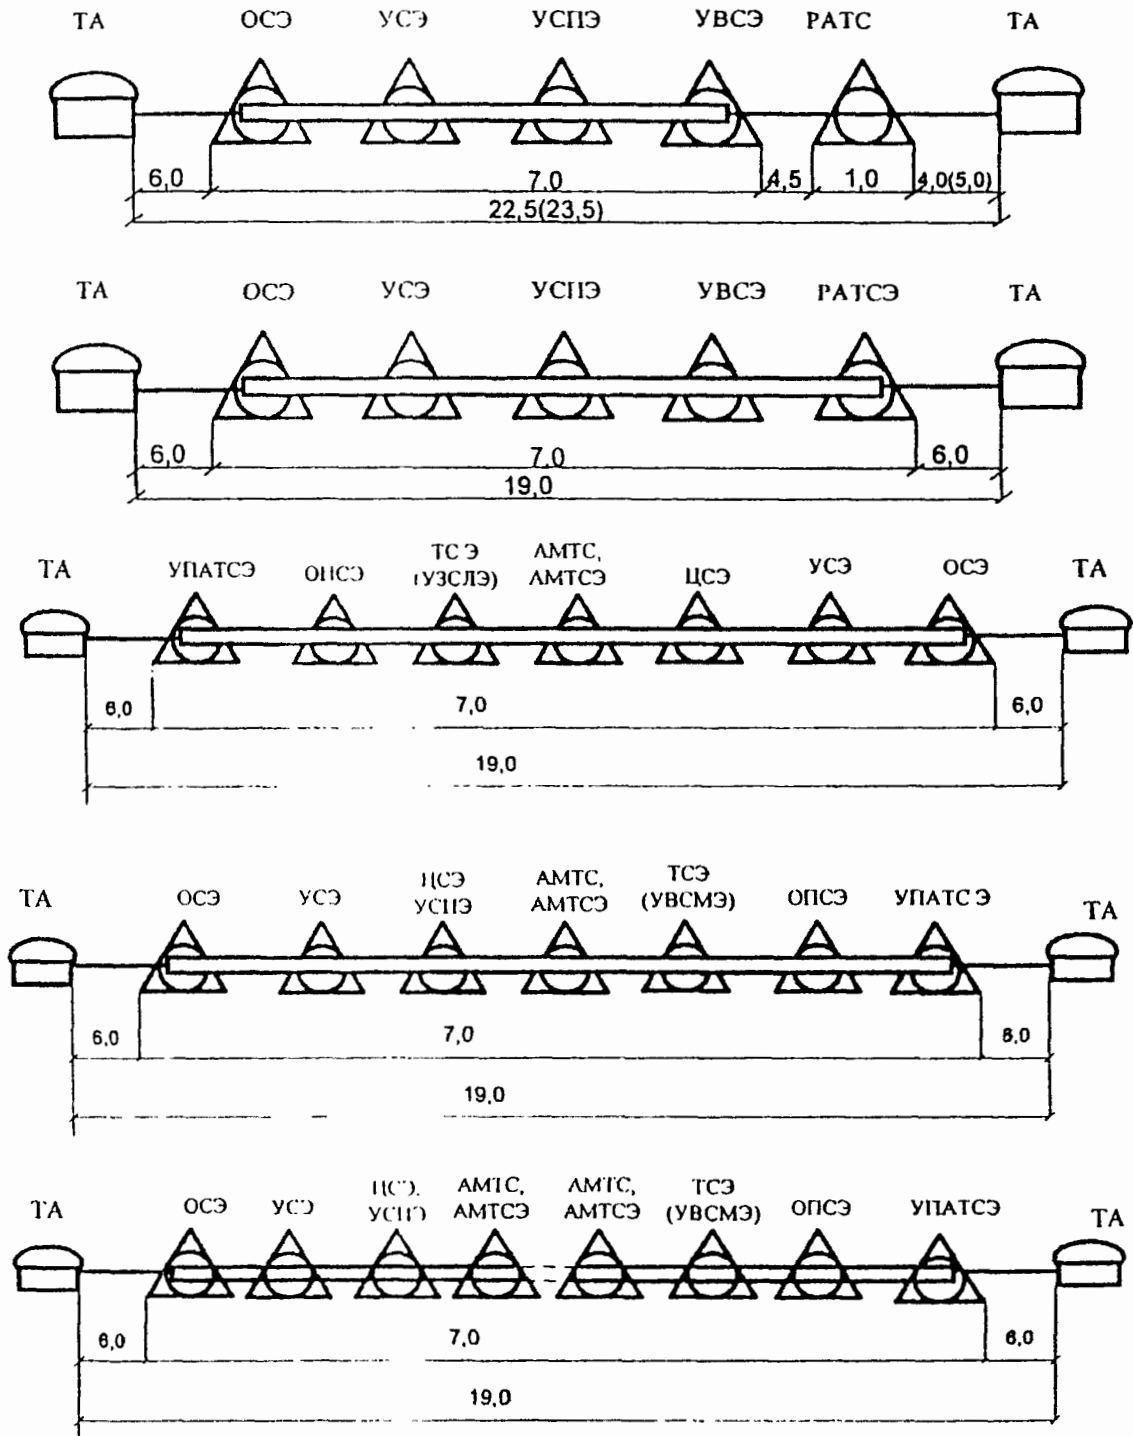 ТА ОСЭ УСЭ УСПЭ УВСЭ РАТС ТА
6,0 7,0 4,5 1,0 4,0(5,0)
22,5(23,5)
ТА ОСЭ УСЭ УСПЭ УВСЭ РАТСЭ ТА
6,0 7,0 6,0
19,0
ТА УПАТСЭ ОПСЭ ТС Э (УЗСЛЭ) АМТС, АМТСЭ ЦСЭ УСЭ ОСЭ ТА
6,0 7,0 6,0
19,0
ТА ОСЭ УСЭ ЦСЭ УСПЭ АМТС, АМТСЭ ТСЭ (УВСМЭ) ОПСЭ УПАТС Э ТА
6,0 7,0 6,0
19,0
ТА ОСЭ УСЭ ЦСЭ, УСПЭ АМТС, АМТСЭ АМТС, АМТСЭ ТСЭ (УВСМЭ) ОПСЭ УПАТСЭ ТА
6,0 7,0 6,0
19,0